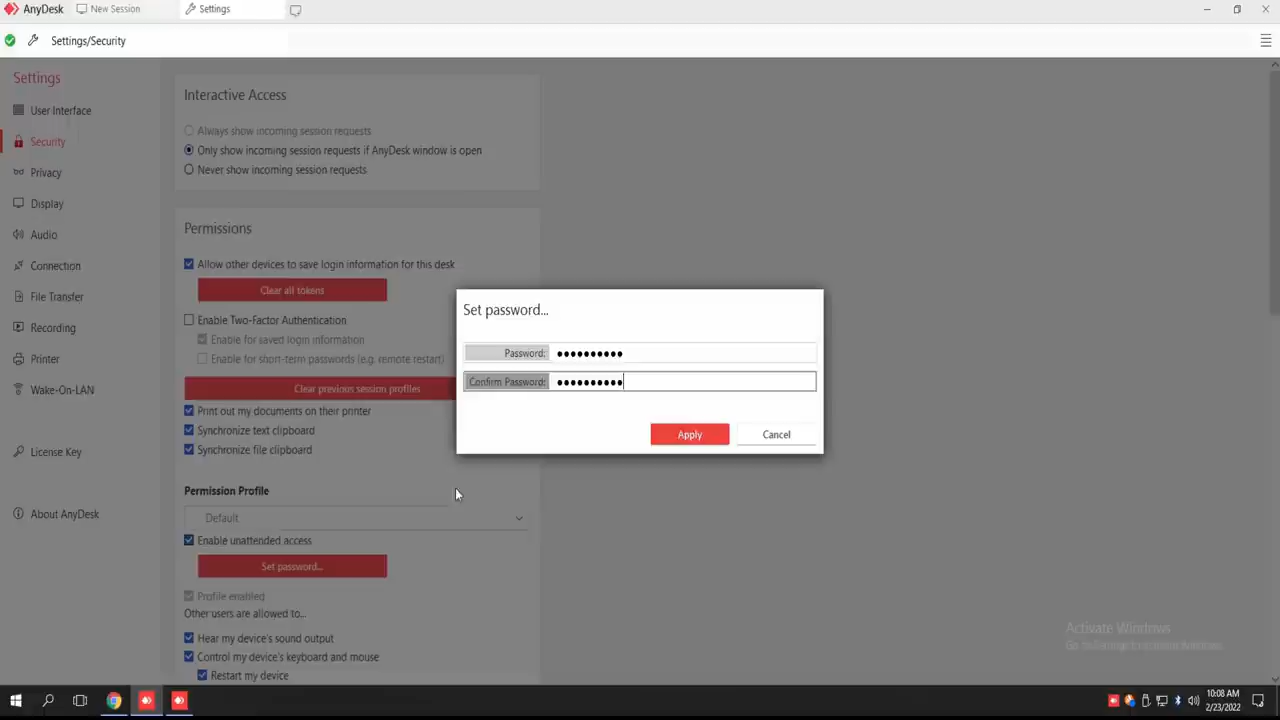 AnyDesk New Session Settings
Settings/Security
Settings
User Interface
Security
Privacy
Display
Audio
Connection
File Transfer
Recording
Printer
Wake-On-LAN
License Key
About AnyDesk
Interactive Access
Always show incoming session requests
Only show incoming session requests if AnyDesk window is open
Never show incoming session requests
Permissions
Allow other devices to save login information for this desk
Clear all tokens
Enable Two-Factor Authentication
Enable for saved login information
Enable for short-term passwords (e.g. remote restart)
Clear previous session profiles
Print out my documents on their printer
Synchronize text clipboard
Synchronize file clipboard
Permission Profile
Default
Enable unattended access
Set password...
Profile enabled
Other users are allowed to...
Hear my device's sound output
Control my device's keyboard and mouse
Restart my device
Set password...
Password: ●●●●●●●●●●
Confirm Password: ●●●●●●●●●●
Apply Cancel
Activate Windows
10:08 AM
2/23/2022